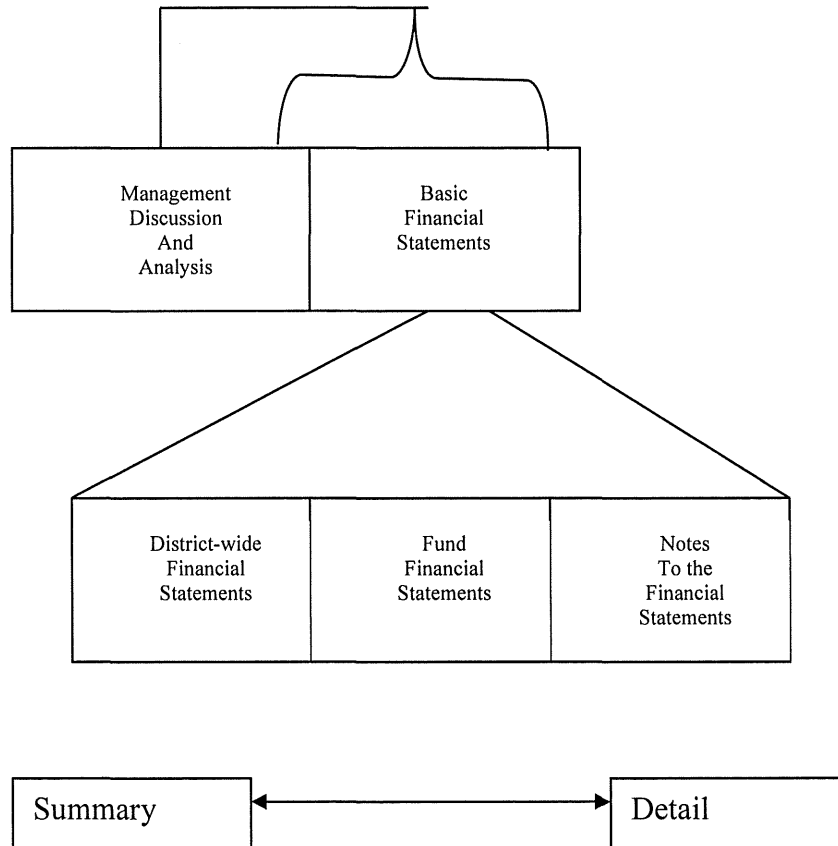 Management
Discussion
And
Analysis
Basic
Financial
Statements
District-wide
Financial
Statements
Fund
Financial
Statements
Notes
To the
Financial
Statements
Summary
Detail